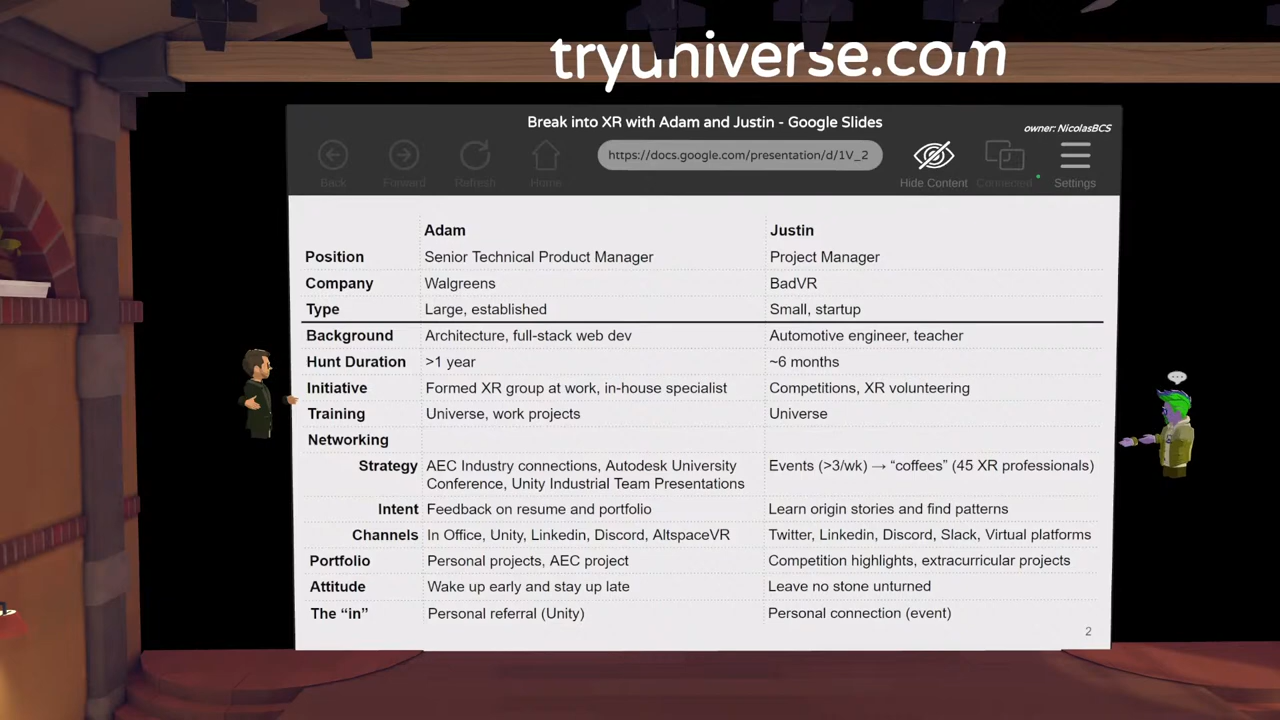 tryuniverse.com
Break into XR with Adam and Justin - Google Slides
owner: NicolasBCS
https://docs.google.com/presentation/d/1V_2
Back Forward Refresh Home Hide Content Connected Settings
Adam Justin
Position Senior Technical Product Manager Project Manager
Company Walgreens BadVR
Type Large, established Small, startup
Background Architecture, full-stack web dev Automotive engineer, teacher
Hunt Duration >1 year ~6 months
Initiative Formed XR group at work, in-house specialist Competitions, XR volunteering
Training Universe, work projects Universe
Networking
Strategy AEC Industry connections, Autodesk University Events (>3/wk) → “coffees” (45 XR professionals)
Conference, Unity Industrial Team Presentations
Intent Feedback on resume and portfolio Learn origin stories and find patterns
Channels In Office, Unity, Linkedin, Discord, AltspaceVR Twitter, Linkedin, Discord, Slack, Virtual platforms
Portfolio Personal projects, AEC project Competition highlights, extracurricular projects
Attitude Wake up early and stay up late Leave no stone unturned
The “in” Personal referral (Unity) Personal connection (event)
2